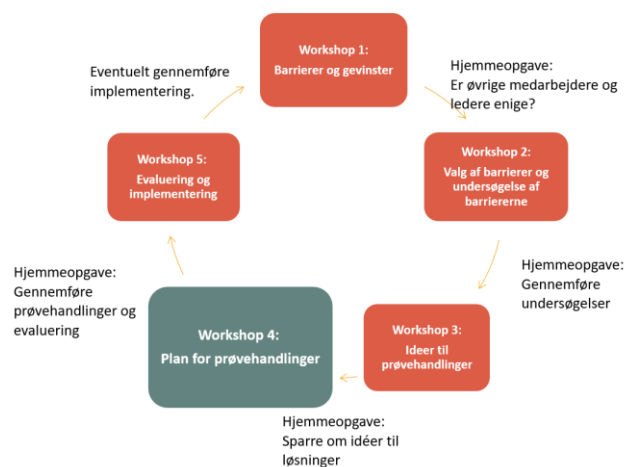 Workshop 1:
Barrierer og gevinster
Hjemmeopgave:
Er øvrige medarbejdere og
ledere enige?
Workshop 2:
Valg af barrierer og
undersøgelse af
barriererne
Hjemmeopgave:
Gennemføre
undersøgelser
Workshop 3:
Ideer til
prøvehandlinger
Hjemmeopgave:
Sparre om idéer til
løsninger
Workshop 4:
Plan for prøvehandlinger
Hjemmeopgave:
Gennemføre
prøvehandlinger og
evaluering
Workshop 5:
Evaluering og
implementering
Eventuelt gennemføre
implementering.